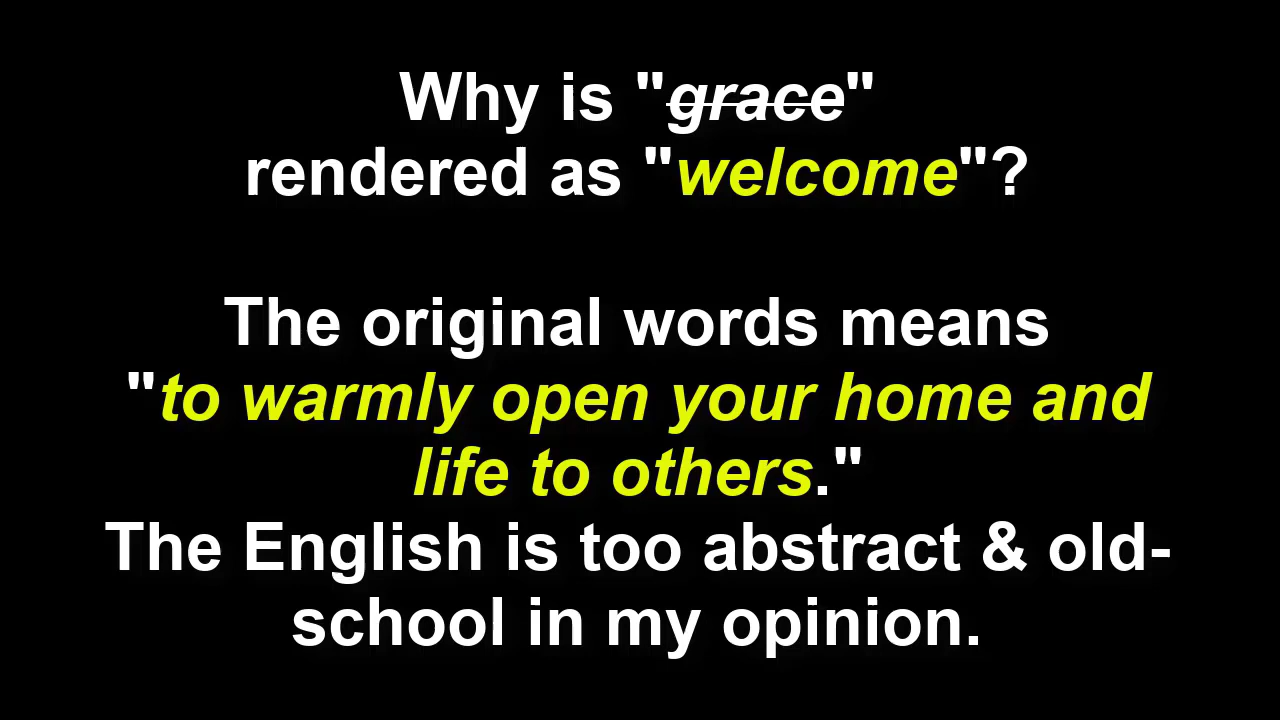 Why is "grace"
rendered as "welcome"?
The original words means
"to warmly open your home and
life to others."
The English is too abstract & old-
school in my opinion.